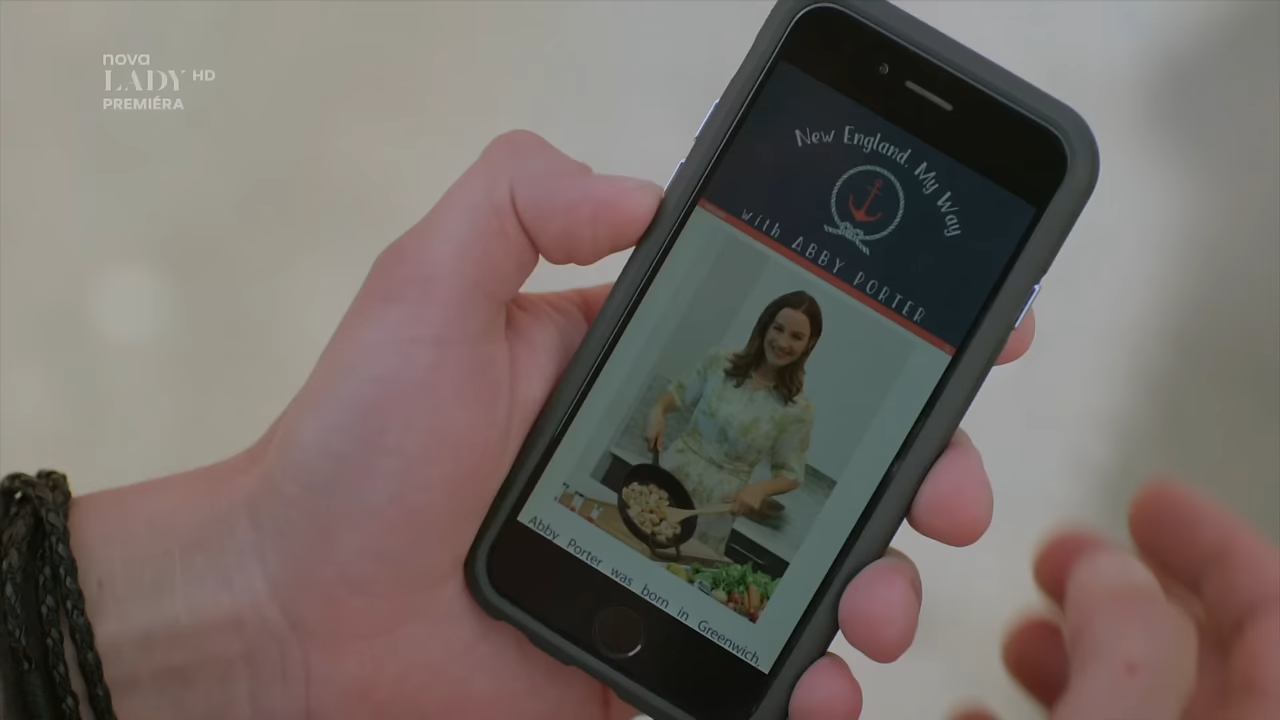 nova
LADY HD
PREMIÉRA
New England. My Way
with ABBY PORTER
Abby Porter was born in Greenwich,